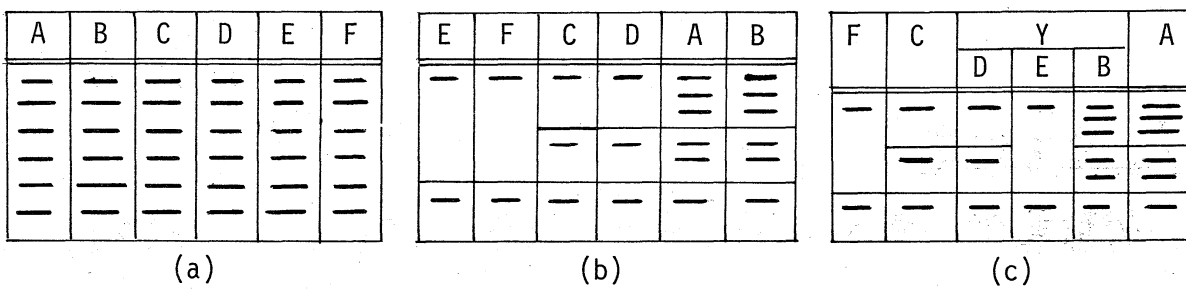 A B C D E F
(a)
E F C D A B
(b)
F C Y A
D E B
(c)